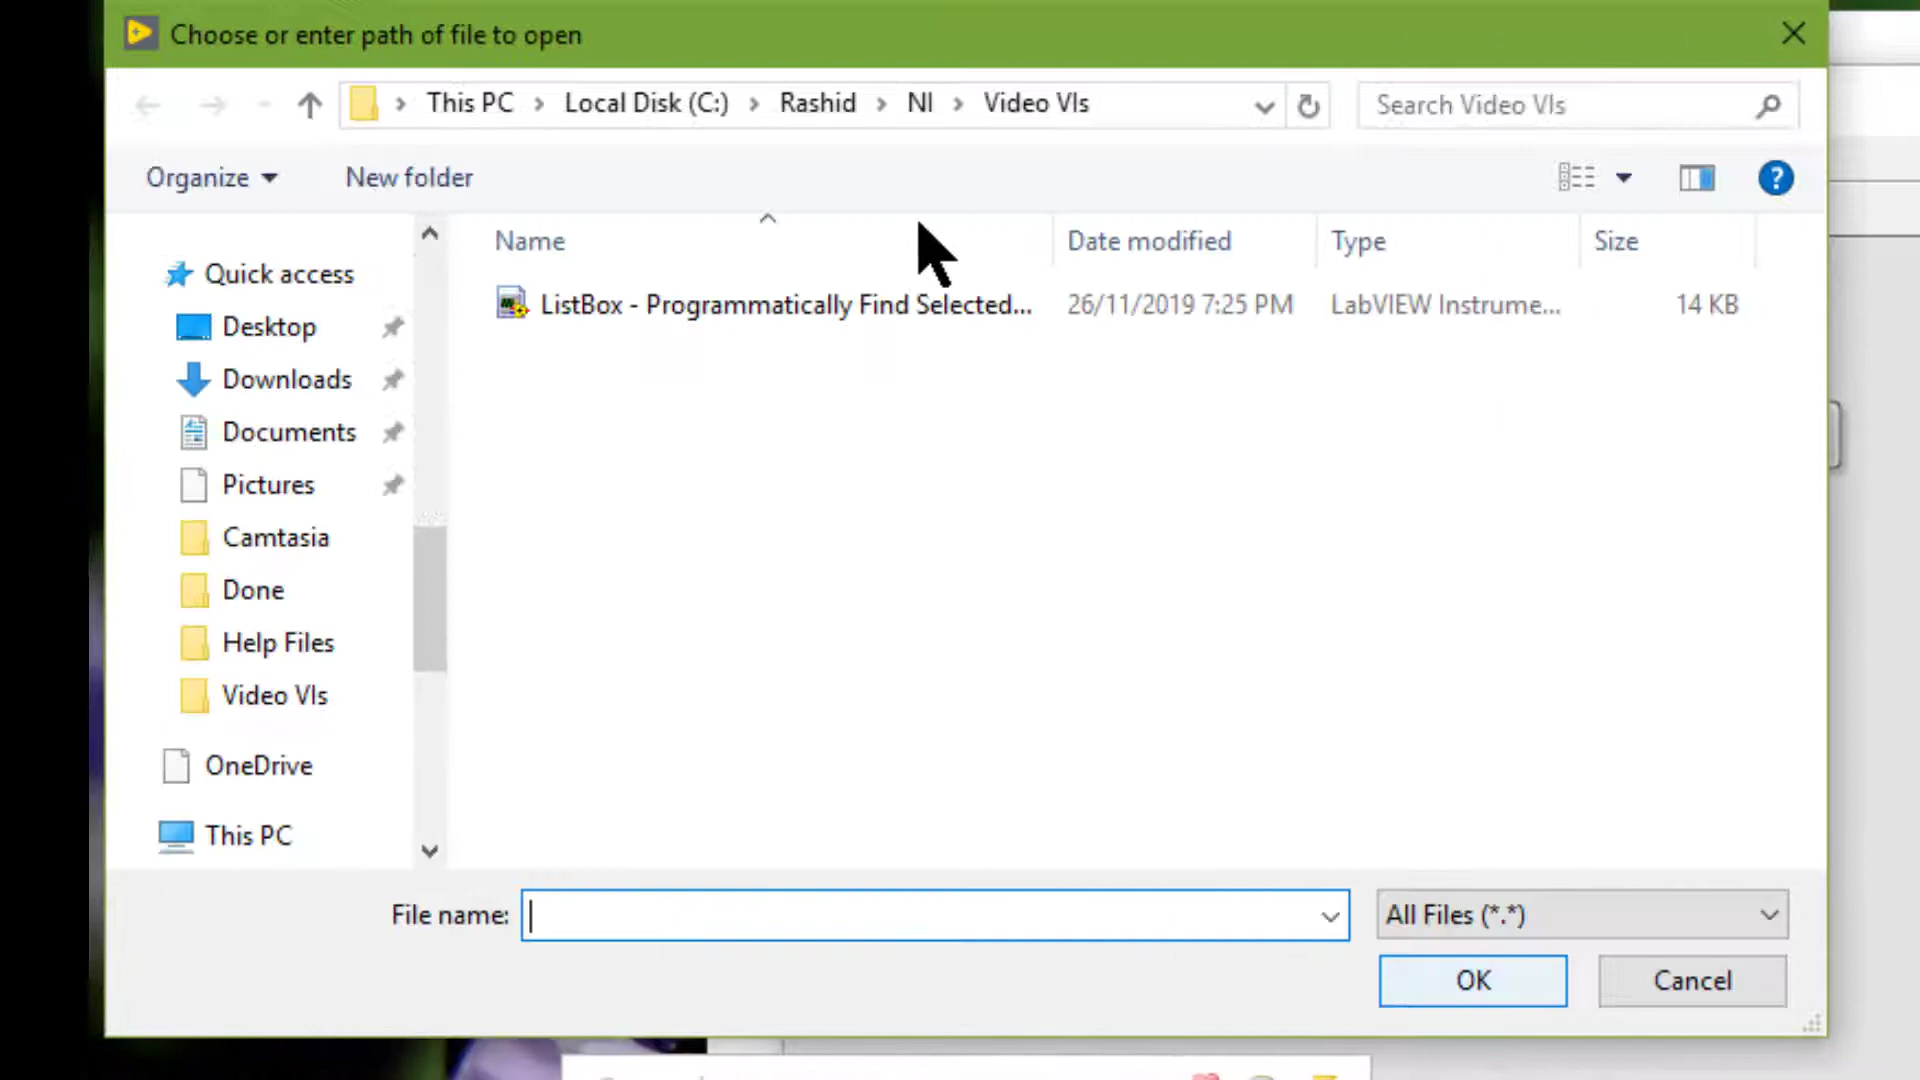 Choose or enter path of file to open
This PC > Local Disk (C:) > Rashid > NI > Video VIs
Search Video VIs
Organize
New folder
Name
Date modified
Type
Size
ListBox - Programmatically Find Selected...
26/11/2019 7:25 PM
LabVIEW Instrume...
14 KB
Quick access
Desktop
Downloads
Documents
Pictures
Camtasia
Done
Help Files
Video VIs
OneDrive
This PC
File name:
All Files (*.*)
OK
Cancel